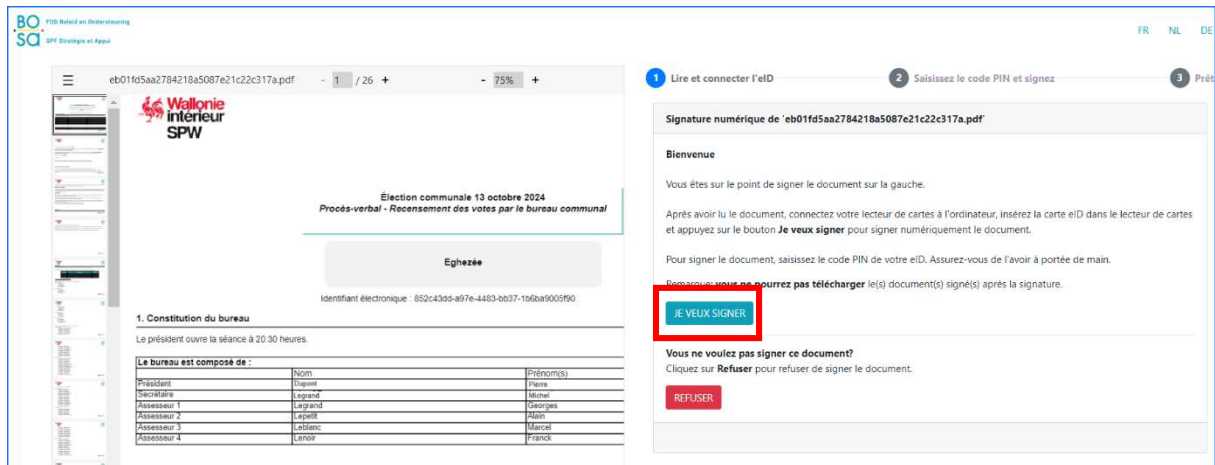 BOSA
FOD Beleid en Ondersteuning
SPF Stratégie et Appui
FR NL DE
eb01fd5aa2784218a5087e21c22c317a.pdf - 1 / 26 + - 75% +
Wallonie
intérieur
SPW
Élection communale 13 octobre 2024
Procès-verbal - Recensement des votes par le bureau communal
Eghezée
Identifiant électronique : 852c43dd-a97e-4483-bb37-1b6ba9005f90
1. Constitution du bureau
Le président ouvre la séance à 20:30 heures.
Le bureau est composé de :
Nom Prénom(s)
Président Dupont Pierre
Secrétaire Legrand Michel
Assesseur 1 Legrand Georges
Assesseur 2 Lepetit Alain
Assesseur 3 Leblanc Marcel
Assesseur 4 Lenoir Franck
1 Lire et connecter l'eID 2 Saisissez le code PIN et signez 3 Prêt
Signature numérique de 'eb01fd5aa2784218a5087e21c22c317a.pdf'
Bienvenue
Vous êtes sur le point de signer le document sur la gauche.
Après avoir lu le document, connectez votre lecteur de cartes à l'ordinateur, insérez la carte eID dans le lecteur de cartes
et appuyez sur le bouton Je veux signer pour signer numériquement le document.
Pour signer le document, saisissez le code PIN de votre eID. Assurez-vous de l'avoir à portée de main.
Remarque: vous ne pourrez pas télécharger le(s) document(s) signé(s) après la signature.
JE VEUX SIGNER
Vous ne voulez pas signer ce document?
Cliquez sur Refuser pour refuser de signer le document.
REFUSER